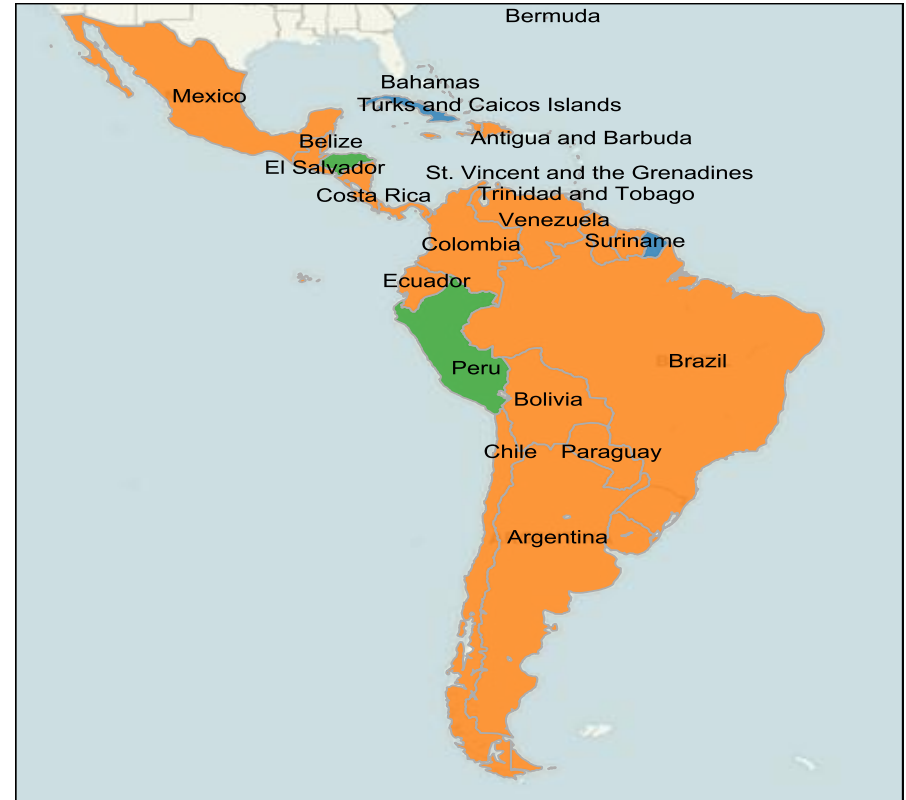 Bermuda
Bahamas
Turks and Caicos Islands
Mexico
Antigua and Barbuda
Belize
El Salvador
St. Vincent and the Grenadines
Costa Rica
Trinidad and Tobago
Venezuela
Colombia
Suriname
Ecuador
Brazil
Peru
Bolivia
Chile
Paraguay
Argentina